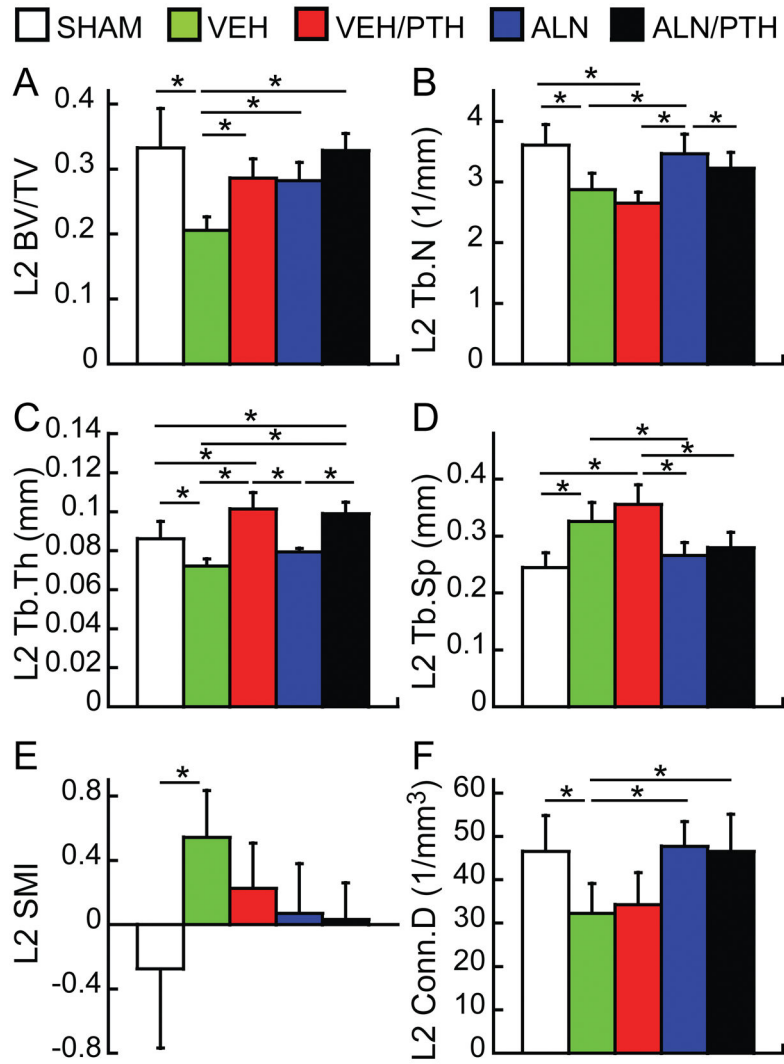 SHAM VEH VEH/PTH ALN ALN/PTH
A
* * * *
L2 BV/TV
0.4
0.3
0.2
0.1
0
B
* * * * *
L2 Tb.N (1/mm)
4
3
2
1
0
C
* * * * * * *
L2 Tb.Th (mm)
0.14
0.12
0.1
0.08
0.06
0.04
0.02
0
D
* * * * *
L2 Tb.Sp (mm)
0.4
0.3
0.2
0.1
0
E
*
L2 SMI
0.8
0.4
0
-0.4
-0.8
F
* * *
L2 Conn.D (1/mm³)
60
50
40
30
20
10
0